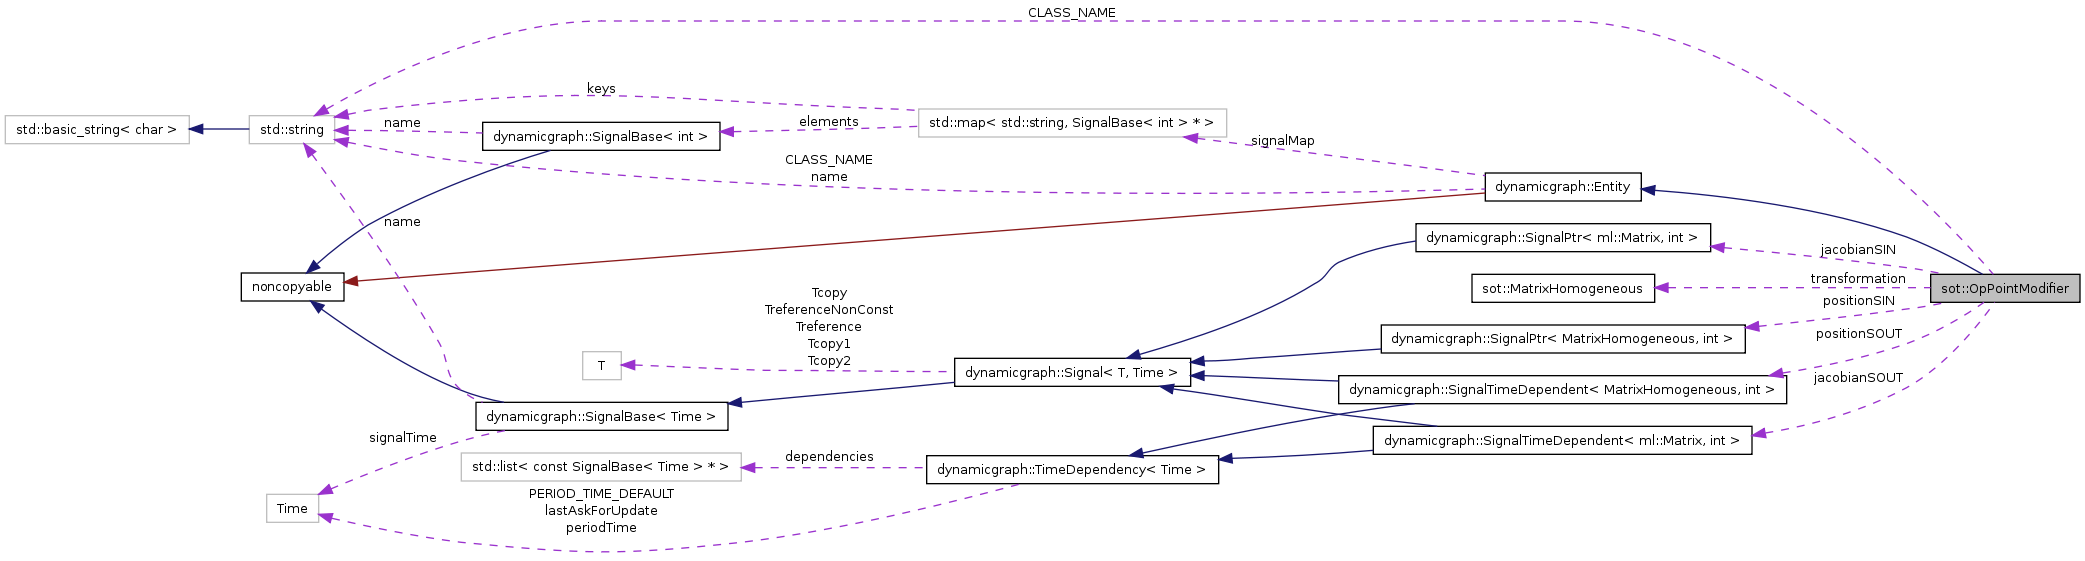 CLASS_NAME
keys
std::map< std::string, SignalBase< int > * >
std::basic_string< char >
std::string
name
dynamicgraph::SignalBase< int >
elements
signalMap
CLASS_NAME
name
dynamicgraph::Entity
name
dynamicgraph::SignalPtr< ml::Matrix, int >
jacobianSIN
noncopyable
transformation
sot::MatrixHomogeneous
sot::OpPointModifier
positionSIN
Tcopy
TreferenceNonConst
Treference
Tcopy1
Tcopy2
positionSOUT
dynamicgraph::SignalPtr< MatrixHomogeneous, int >
T
dynamicgraph::Signal< T, Time >
jacobianSOUT
dynamicgraph::SignalTimeDependent< MatrixHomogeneous, int >
dynamicgraph::SignalBase< Time >
signalTime
dynamicgraph::SignalTimeDependent< ml::Matrix, int >
dependencies
std::list< const SignalBase< Time > * >
dynamicgraph::TimeDependency< Time >
PERIOD_TIME_DEFAULT
lastAskForUpdate
periodTime
Time